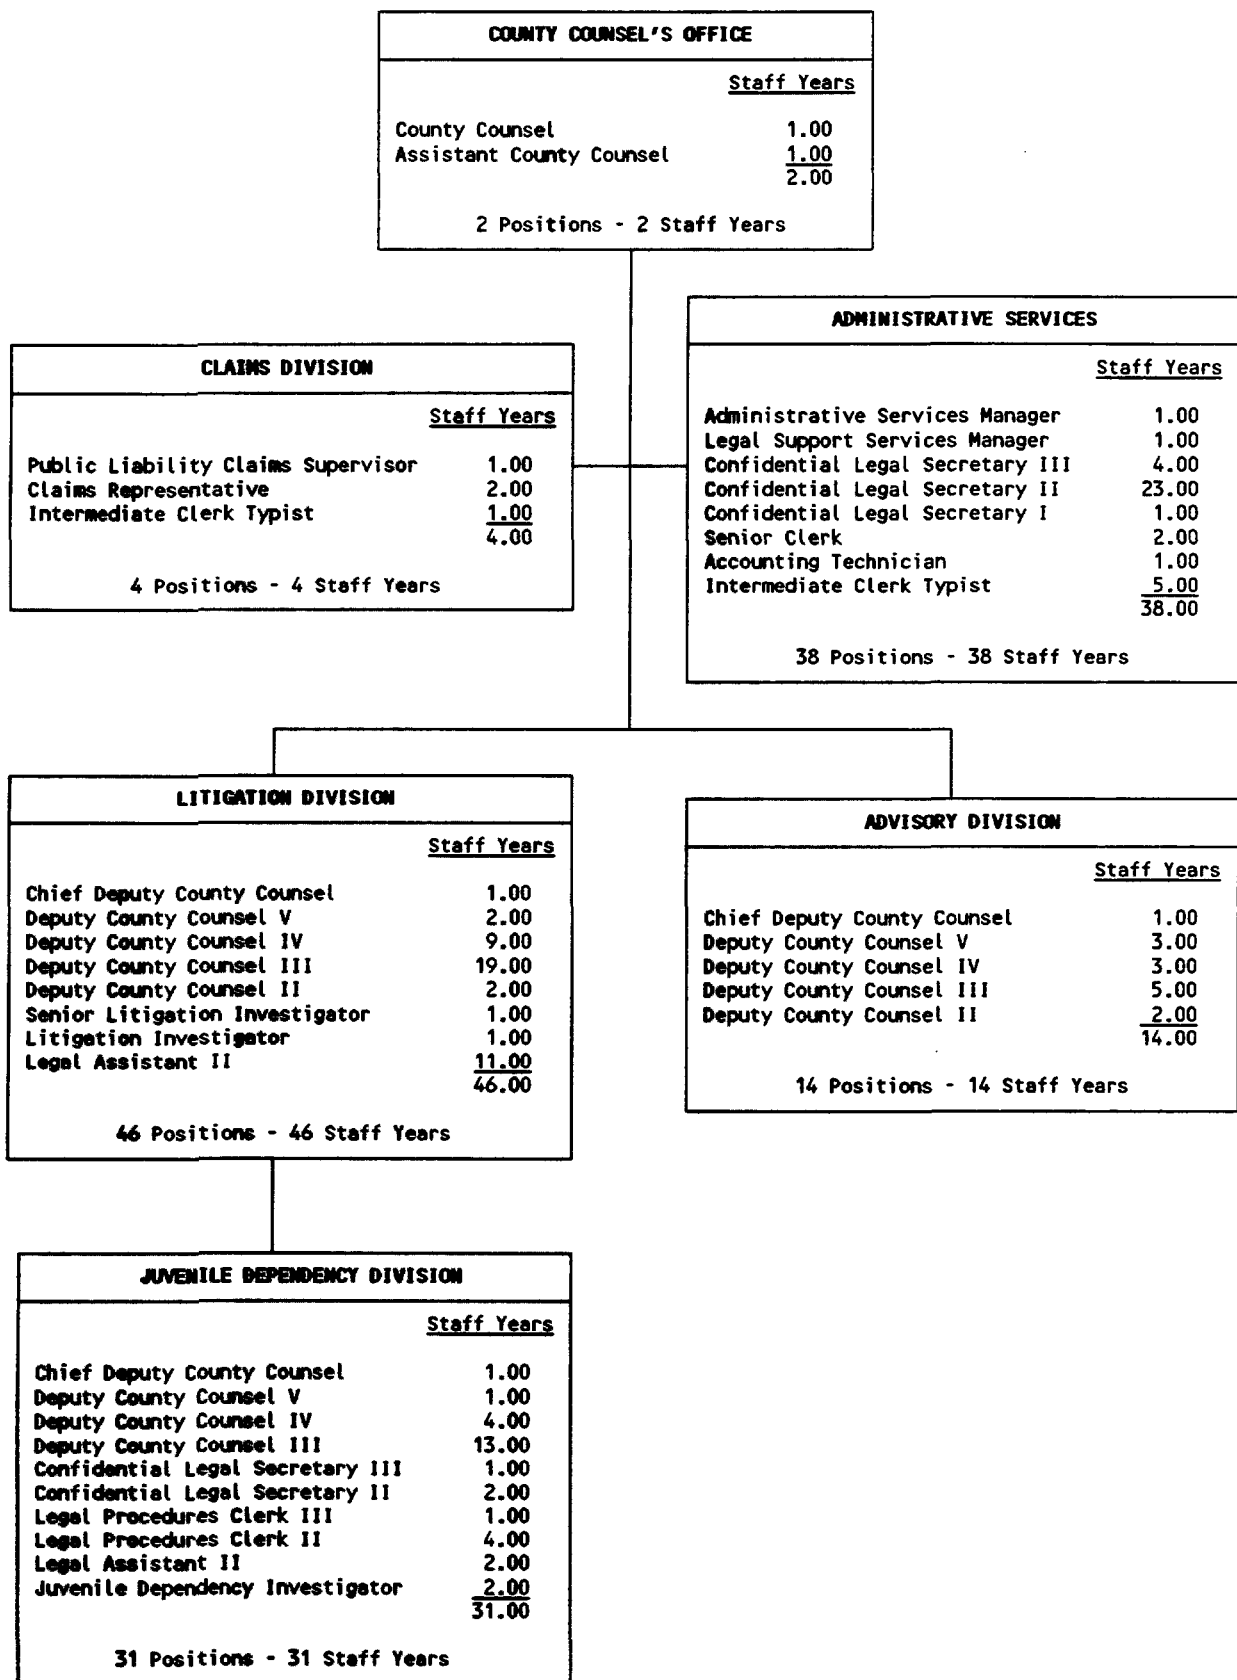 COUNTY COUNSEL'S OFFICE
Staff Years
County Counsel 1.00
Assistant County Counsel 1.00
2.00
2 Positions - 2 Staff Years
CLAIMS DIVISION
Staff Years
Public Liability Claims Supervisor 1.00
Claims Representative 2.00
Intermediate Clerk Typist 1.00
4.00
4 Positions - 4 Staff Years
ADMINISTRATIVE SERVICES
Staff Years
Administrative Services Manager 1.00
Legal Support Services Manager 1.00
Confidential Legal Secretary III 4.00
Confidential Legal Secretary II 23.00
Confidential Legal Secretary I 1.00
Senior Clerk 2.00
Accounting Technician 1.00
Intermediate Clerk Typist 5.00
38.00
38 Positions - 38 Staff Years
LITIGATION DIVISION
Staff Years
Chief Deputy County Counsel 1.00
Deputy County Counsel V 2.00
Deputy County Counsel IV 9.00
Deputy County Counsel III 19.00
Deputy County Counsel II 2.00
Senior Litigation Investigator 1.00
Litigation Investigator 1.00
Legal Assistant II 11.00
46.00
46 Positions - 46 Staff Years
ADVISORY DIVISION
Staff Years
Chief Deputy County Counsel 1.00
Deputy County Counsel V 3.00
Deputy County Counsel IV 3.00
Deputy County Counsel III 5.00
Deputy County Counsel II 2.00
14.00
14 Positions - 14 Staff Years
JUVENILE DEPENDENCY DIVISION
Staff Years
Chief Deputy County Counsel 1.00
Deputy County Counsel V 1.00
Deputy County Counsel IV 4.00
Deputy County Counsel III 13.00
Confidential Legal Secretary III 1.00
Confidential Legal Secretary II 2.00
Legal Procedures Clerk III 1.00
Legal Procedures Clerk II 4.00
Legal Assistant II 2.00
Juvenile Dependency Investigator 2.00
31.00
31 Positions - 31 Staff Years